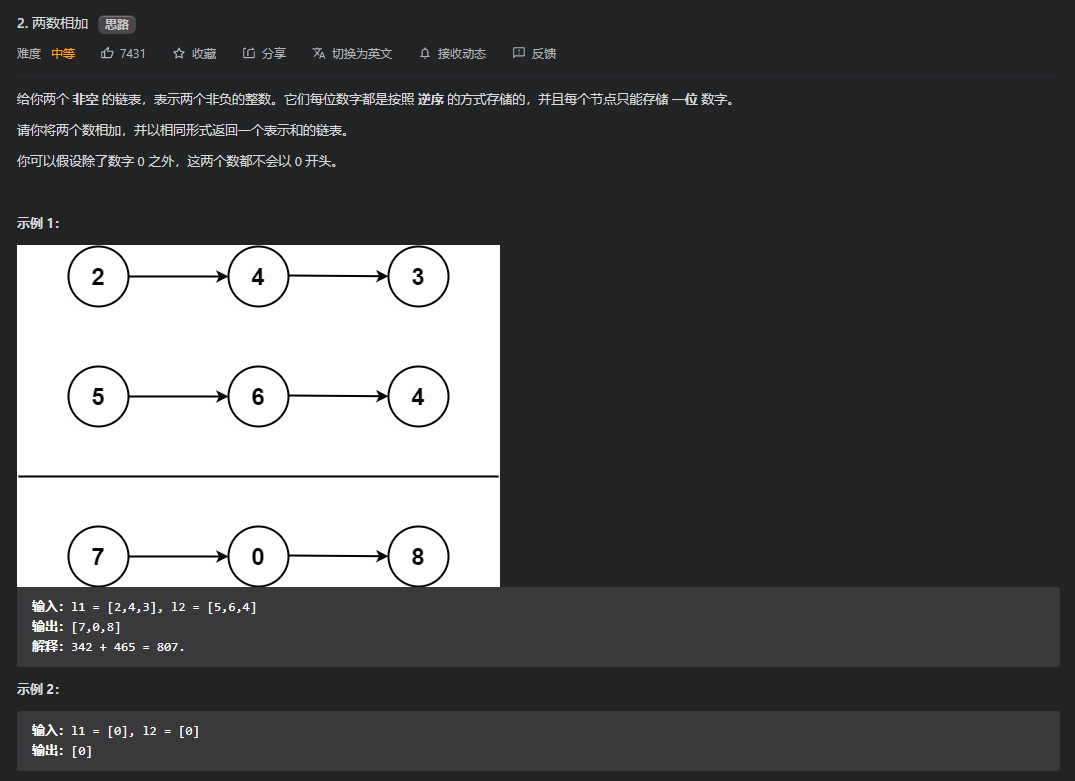 2. 两数相加 思路
难度 中等 7431 收藏 分享 切换为英文 接收动态 反馈
给你两个 非空 的链表，表示两个非负的整数。它们每位数字都是按照 逆序 的方式存储的，并且每个节点只能存储 一位 数字。
请你将两个数相加，并以相同形式返回一个表示和的链表。
你可以假设除了数字 0 之外，这两个数都不会以 0 开头。
示例 1：
2 4 3
5 6 4
7 0 8
输入：l1 = [2,4,3], l2 = [5,6,4]
输出：[7,0,8]
解释：342 + 465 = 807.
示例 2：
输入：l1 = [0], l2 = [0]
输出：[0]